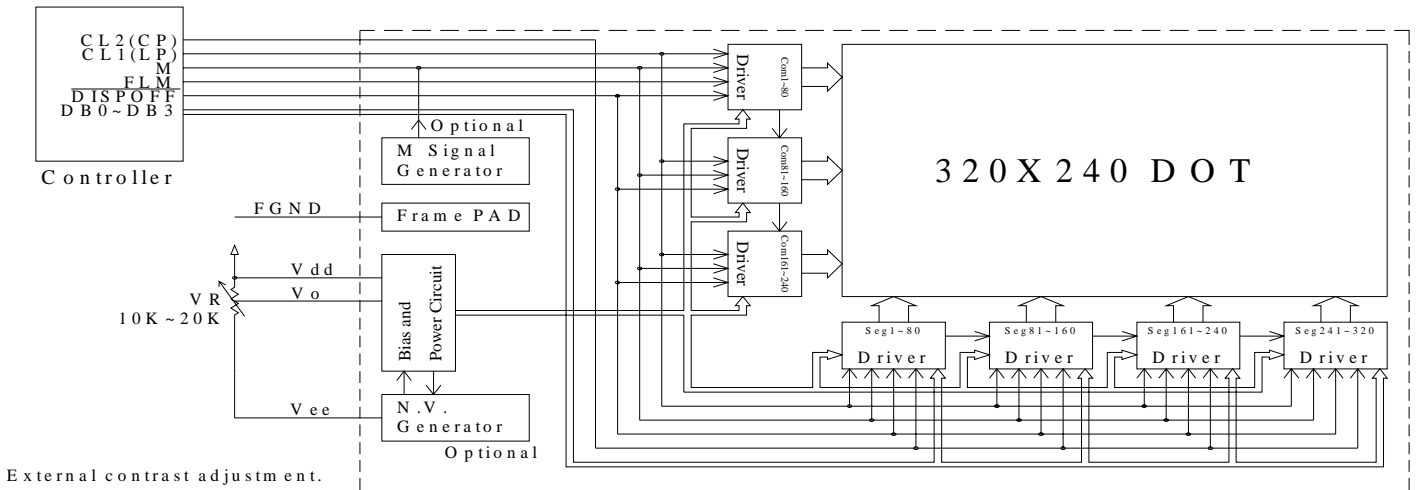 CL2(CP)
CL1(LP)
M
FLM
DISPOFF
DB0~DB3
Controller
Optional
M Signal
Generator
FGND
Frame PAD
Vdd
Vo
VR
10K~20K
Bias and
Power Circuit
Vee
N.V.
Generator
Optional
External contrast adjustment.
Driver
Com1~80
Driver
Com81~160
Driver
Com161~240
320X240 DOT
Seg1~80
Driver
Seg81~160
Driver
Seg161~240
Driver
Seg241~320
Driver